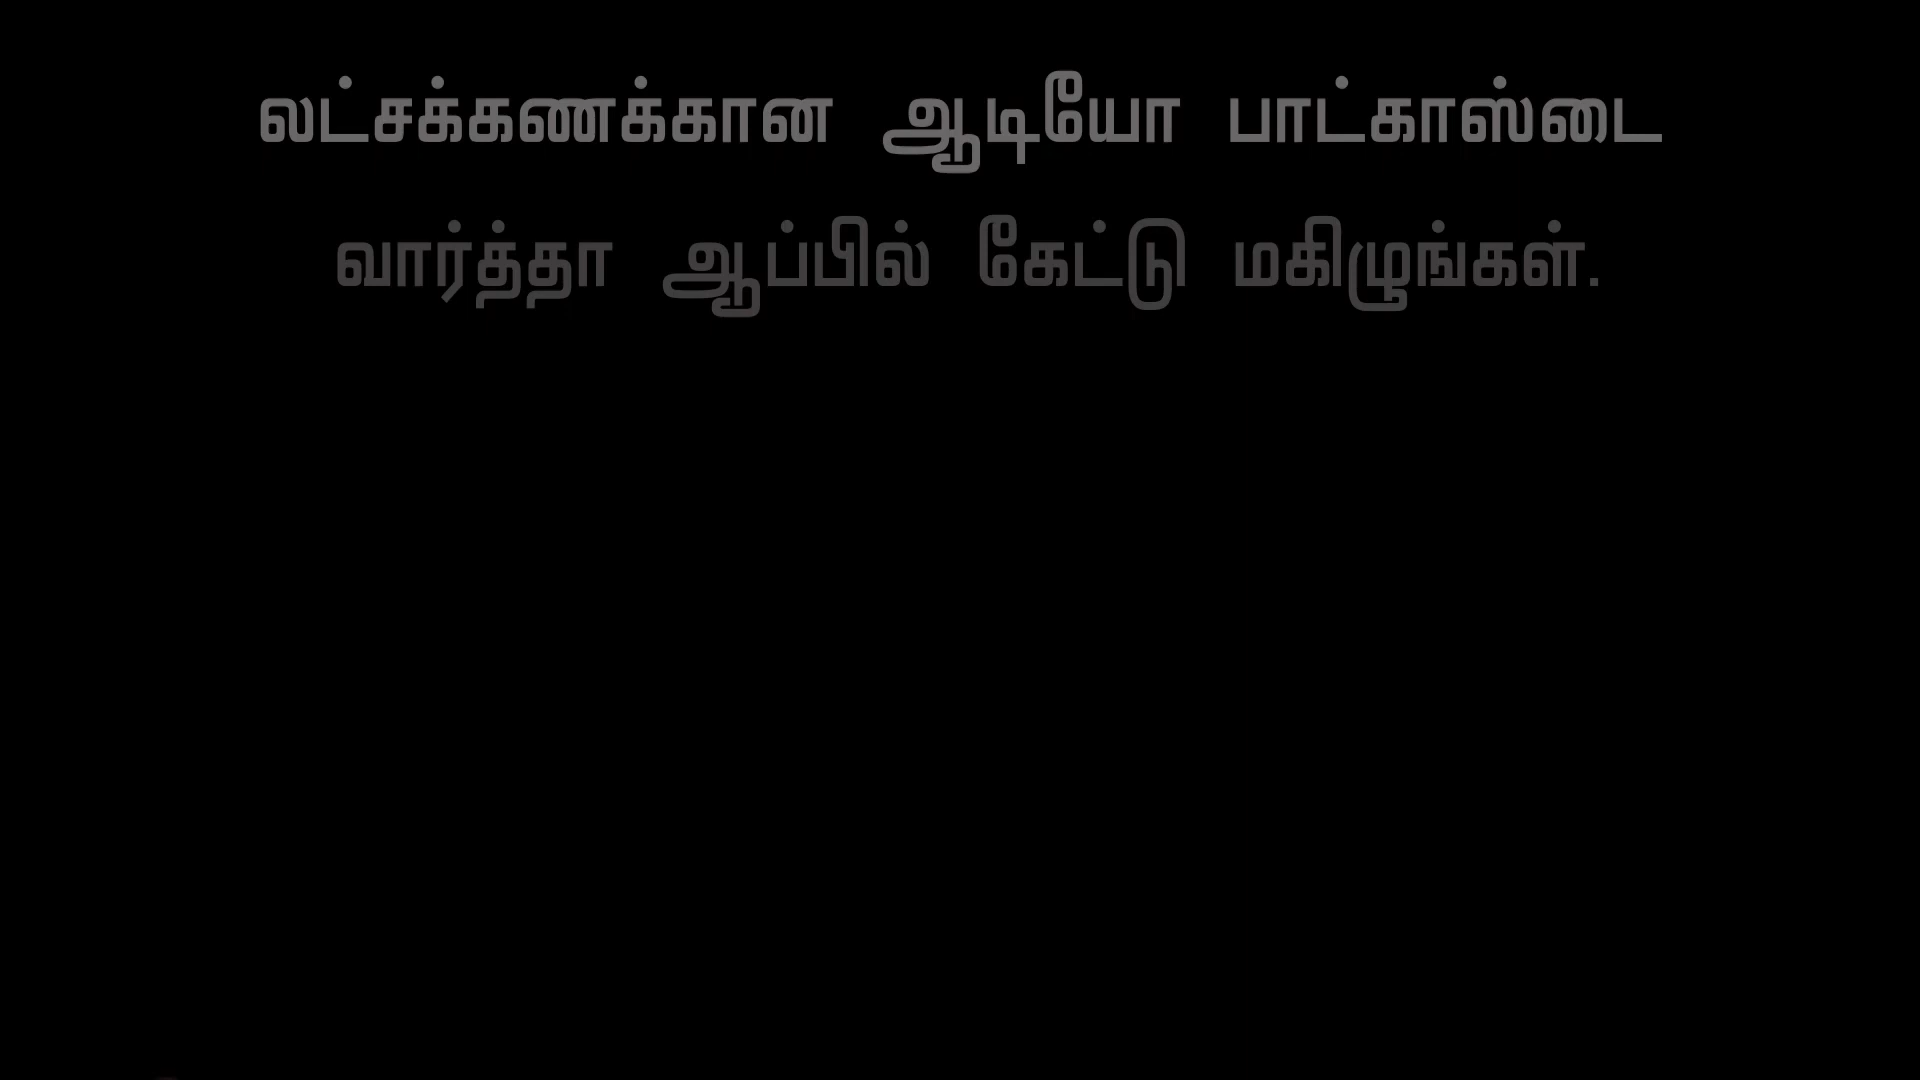 லட்சக்கணக்கான ஆடியோ பாட்காஸ்டை
வார்த்தா ஆப்பில் கேட்டு மகிழுங்கள்.